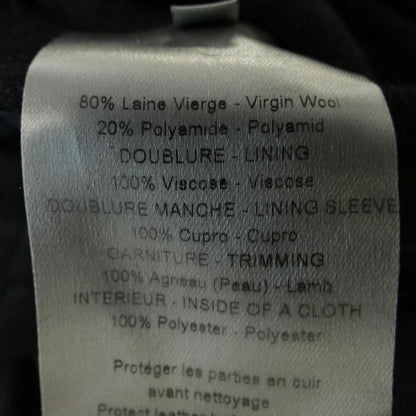 80% Laine Vierge - Virgin Wool
20% Polyamide - Polyamid
DOUBLURE - LINING
100% Viscose - Viscose
DOUBLURE MANCHE - LINING SLEEVE
100% Cupro - Cupro
GARNITURE - TRIMMING
100% Agneau (Peau) - Lamb
INTERIEUR - INSIDE OF A CLOTH
100% Polyester - Polyester
Protéger les parties en cuir
avant nettoyage
Protect leather